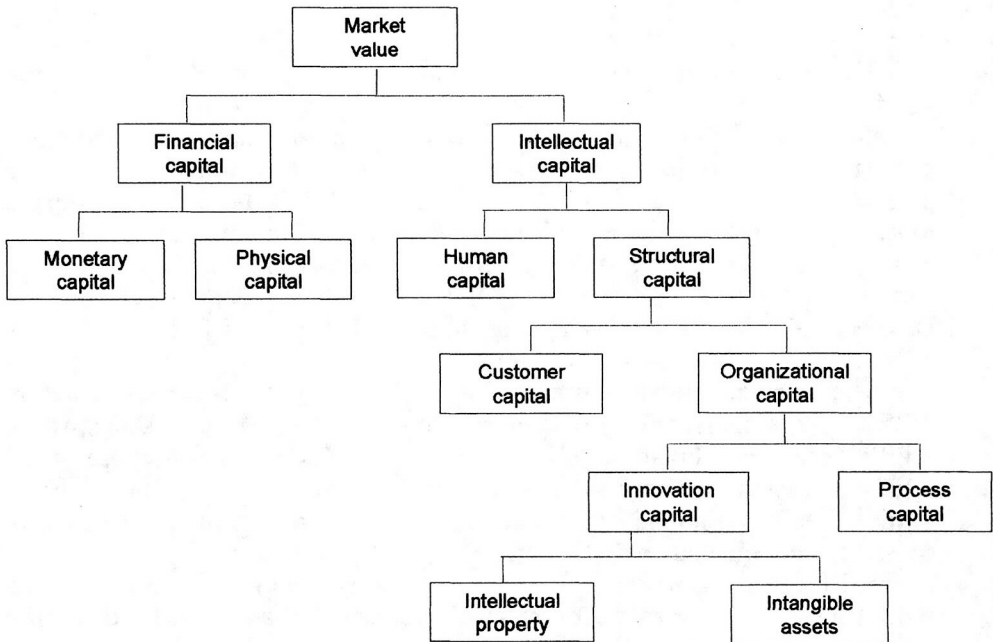 Market
value
Financial
capital
Intellectual
capital
Monetary
capital
Physical
capital
Human
capital
Structural
capital
Customer
capital
Organizational
capital
Innovation
capital
Process
capital
Intellectual
property
Intangible
assets